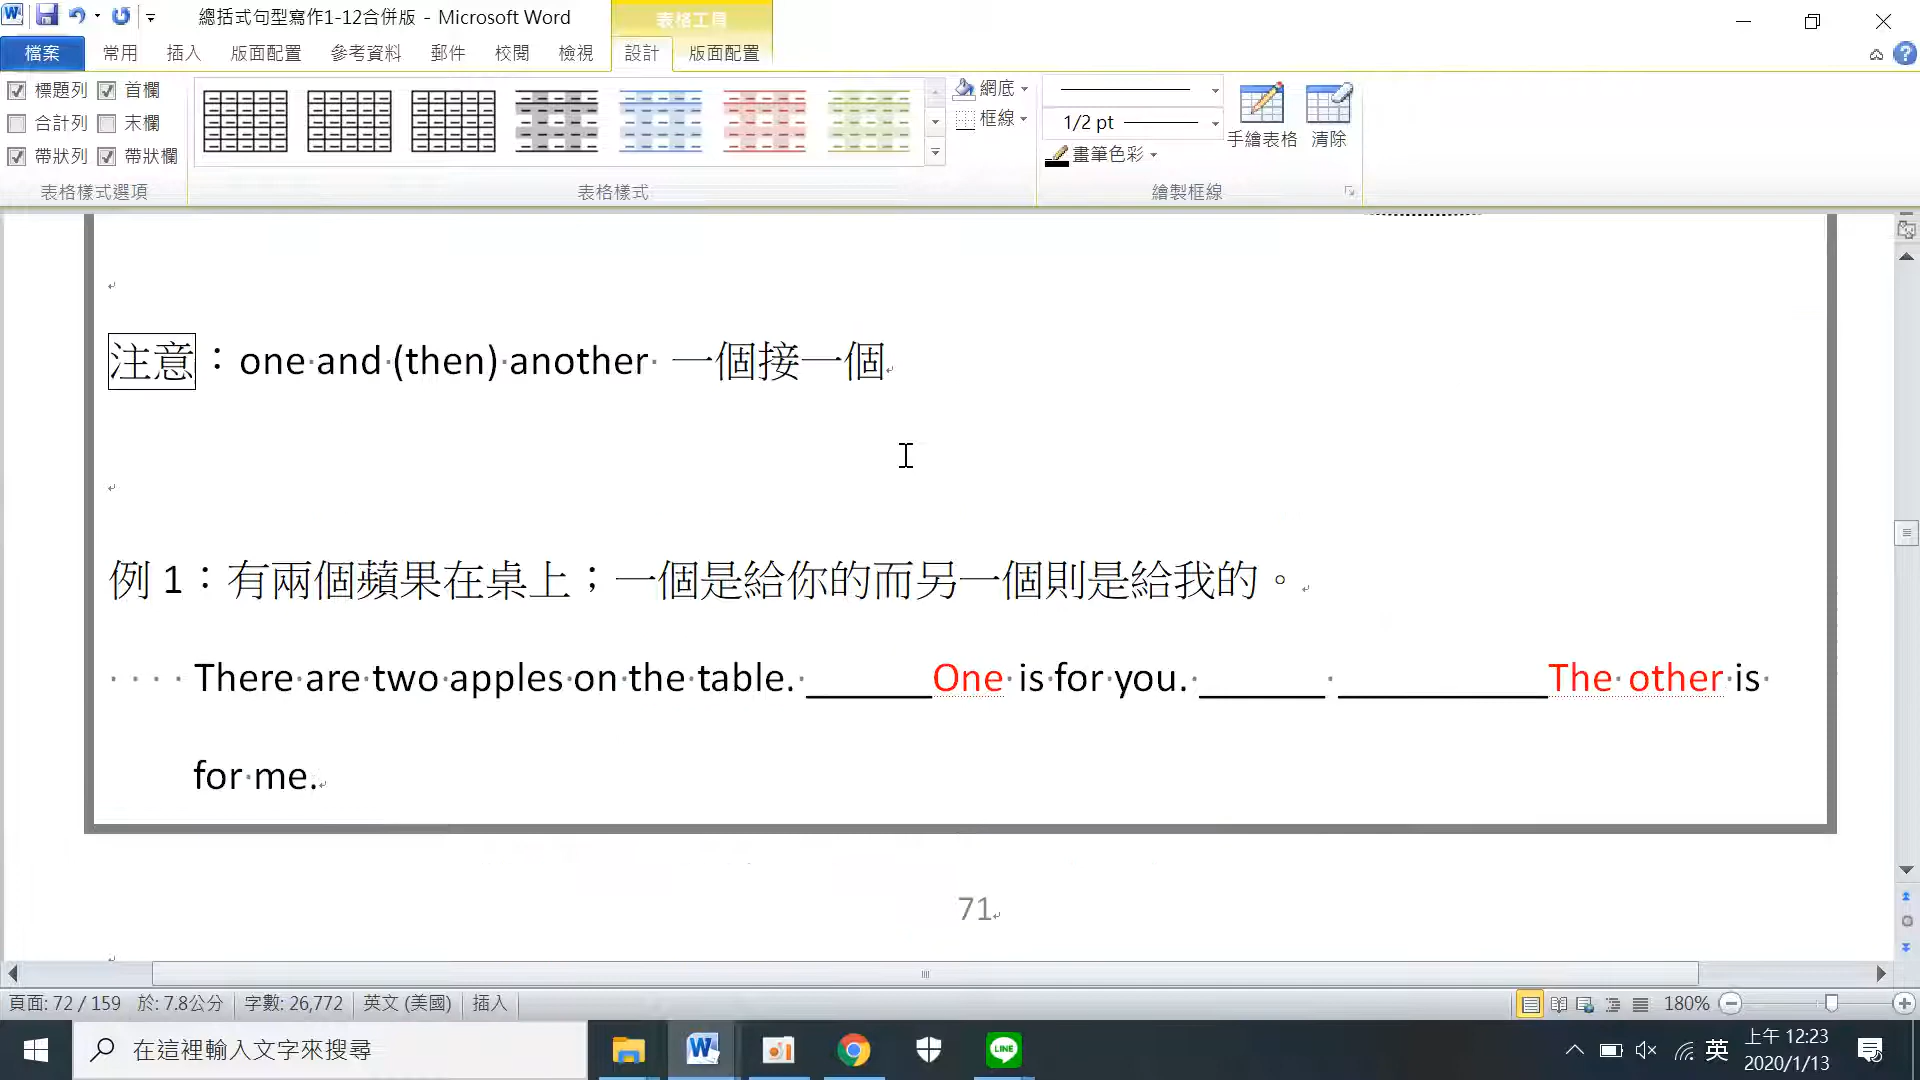 總括式句型寫作1-12合併版 - Microsoft Word
表格工具
檔案 常用 插入 版面配置 參考資料 郵件 校閱 檢視 設計 版面配置
標題列 首欄
合計列 末欄
帶狀列 帶狀欄
表格樣式選項
表格樣式
網底
框線
1/2 pt
畫筆色彩
手繪表格 清除
繪製框線
注意：one and (then) another 一個接一個
例 1：有兩個蘋果在桌上；一個是給你的而另一個則是給我的。
There are two apples on the table. ______One is for you. ______ __________The other is
for me.
71
頁面: 72 / 159 於: 7.8公分 字數: 26,772 英文 (美國) 插入 180%
在這裡輸入文字來搜尋
LINE
英
上午 12:23
2020/1/13